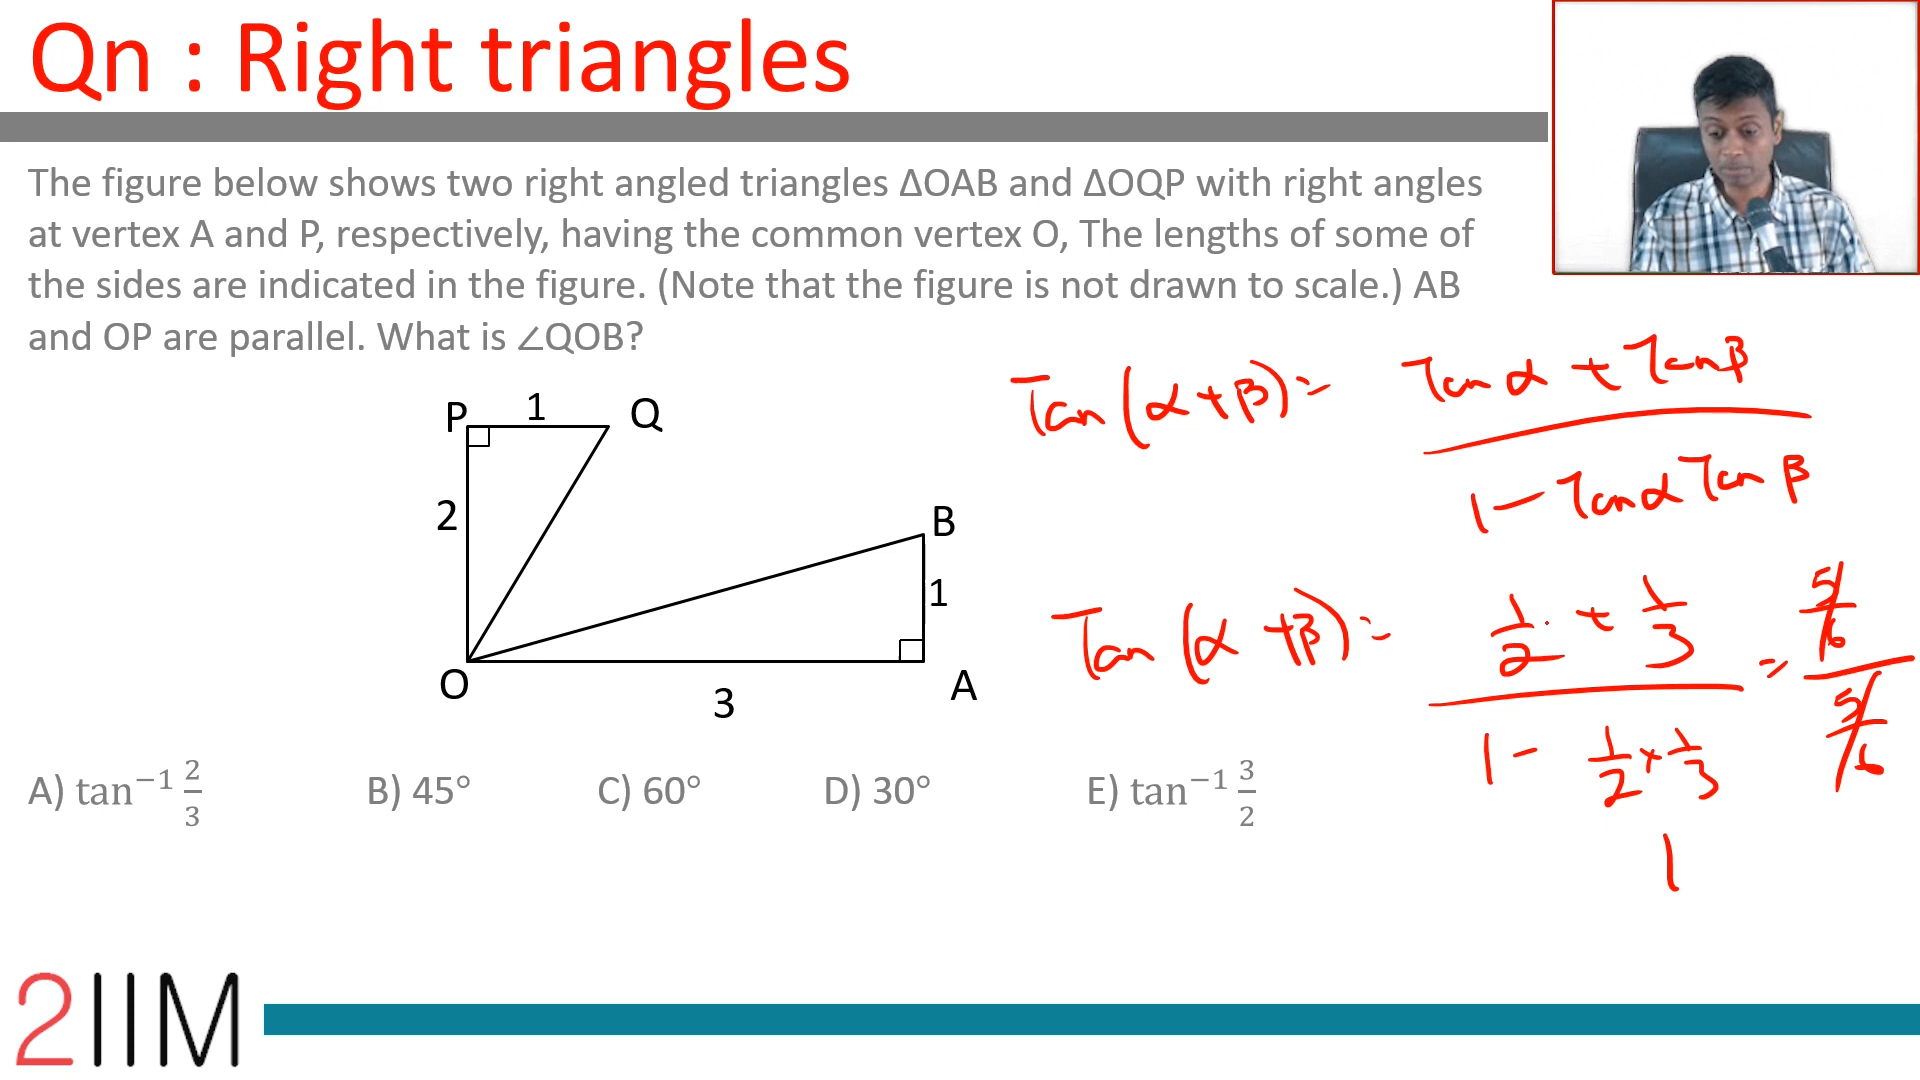 Qn : Right triangles
The figure below shows two right angled triangles ΔOAB and ΔOQP with right angles
at vertex A and P, respectively, having the common vertex O, The lengths of some of
the sides are indicated in the figure. (Note that the figure is not drawn to scale.) AB
and OP are parallel. What is ∠QOB?
P 1 Q
2
B
1
O 3 A
Tan (α+β) = Tan α + Tan β / 1 - Tan α Tan β
Tan (α+β) = 1/2 + 1/3 / 1 - 1/2 × 1/3 = 5/6 / 5/6
1
A) tan⁻¹ 2/3 B) 45° C) 60° D) 30° E) tan⁻¹ 3/2
2IIM